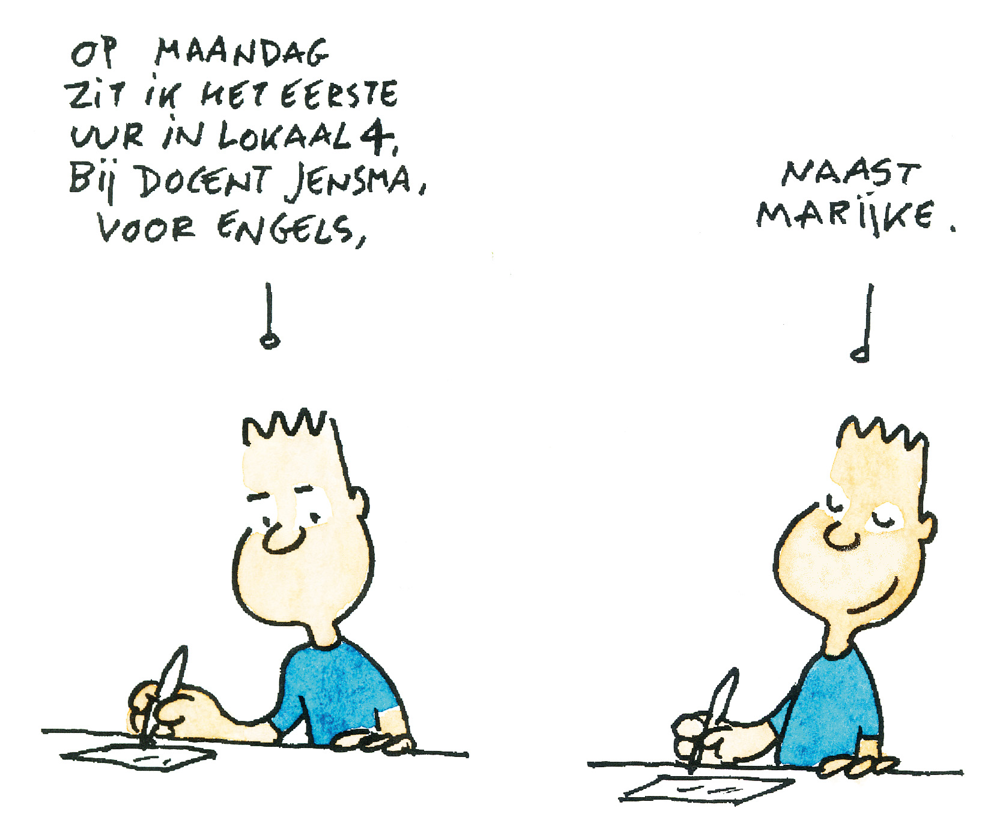 OP MAANDAG
ZIT IK HET EERSTE
UUR IN LOKAAL 4,
BIJ DOCENT JENSMA,
VOOR ENGELS,
NAAST
MARIJKE.